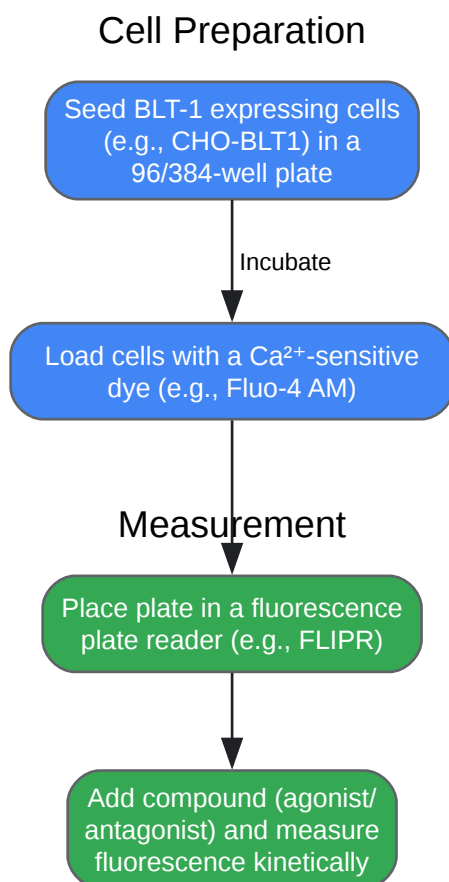 Cell Preparation
Seed BLT-1 expressing cells
(e.g., CHO-BLT1) in a
96/384-well plate
Incubate
Load cells with a Ca²⁺-sensitive
dye (e.g., Fluo-4 AM)
Measurement
Place plate in a fluorescence
plate reader (e.g., FLIPR)
Add compound (agonist/
antagonist) and measure
fluorescence kinetically